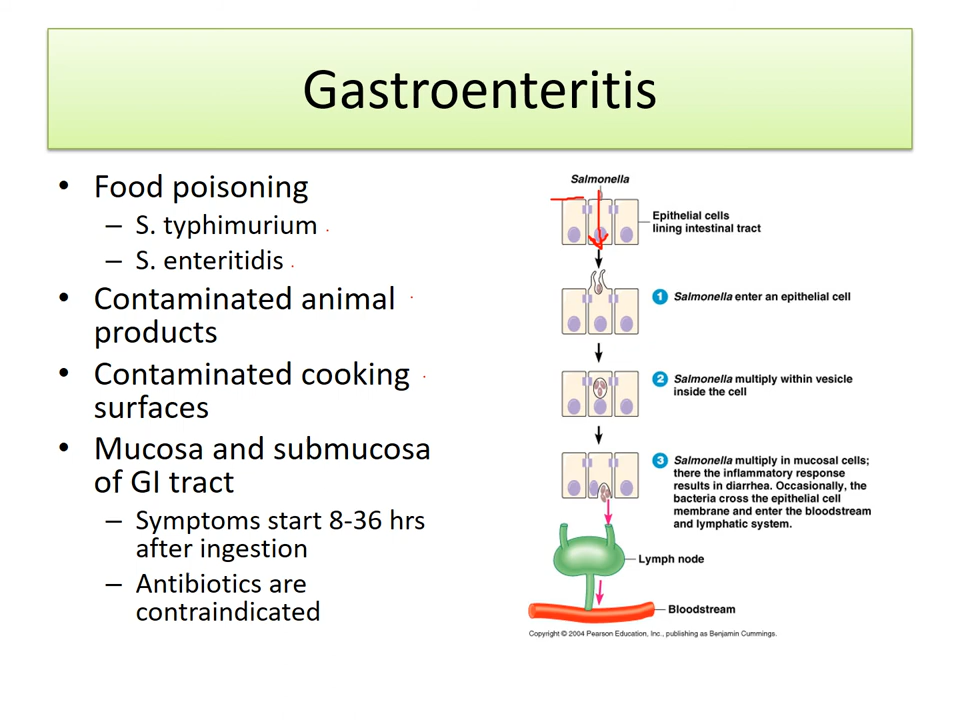 Gastroenteritis
• Food poisoning
– S. typhimurium
– S. enteritidis
• Contaminated animal
products
• Contaminated cooking
surfaces
• Mucosa and submucosa
of GI tract
– Symptoms start 8-36 hrs
after ingestion
– Antibiotics are
contraindicated
Salmonella
Epithelial cells
lining intestinal tract
1 Salmonella enter an epithelial cell
2 Salmonella multiply within vesicle
inside the cell
3 Salmonella multiply in mucosal cells;
there the inflammatory response
results in diarrhea. Occasionally, the
bacteria cross the epithelial cell
membrane and enter the bloodstream
and lymphatic system.
Lymph node
Bloodstream
Copyright © 2004 Pearson Education, Inc., publishing as Benjamin Cummings.